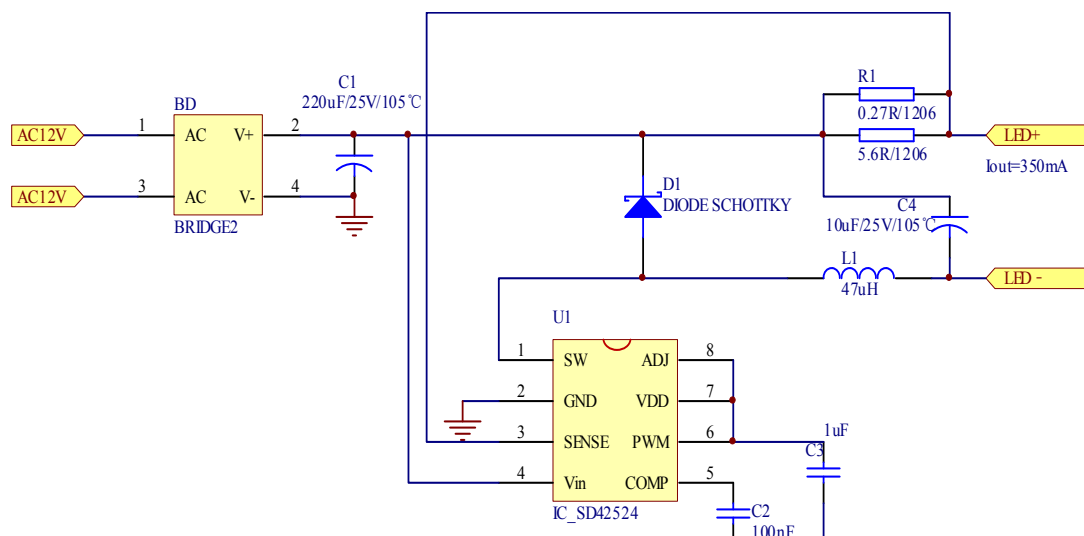 C1
220uF/25V/105℃
BD
AC12V
1
AC
V+
2
AC12V
3
AC
V-
4
BRIDGE2
R1
0.27R/1206
5.6R/1206
LED+
Iout=350mA
D1
DIODE SCHOTTKY
C4
10uF/25V/105℃
L1
47uH
LED -
U1
1
SW
ADJ
8
2
GND
VDD
7
3
SENSE
PWM
6
4
Vin
COMP
5
IC_SD42524
1uF
C3
C2
100nF